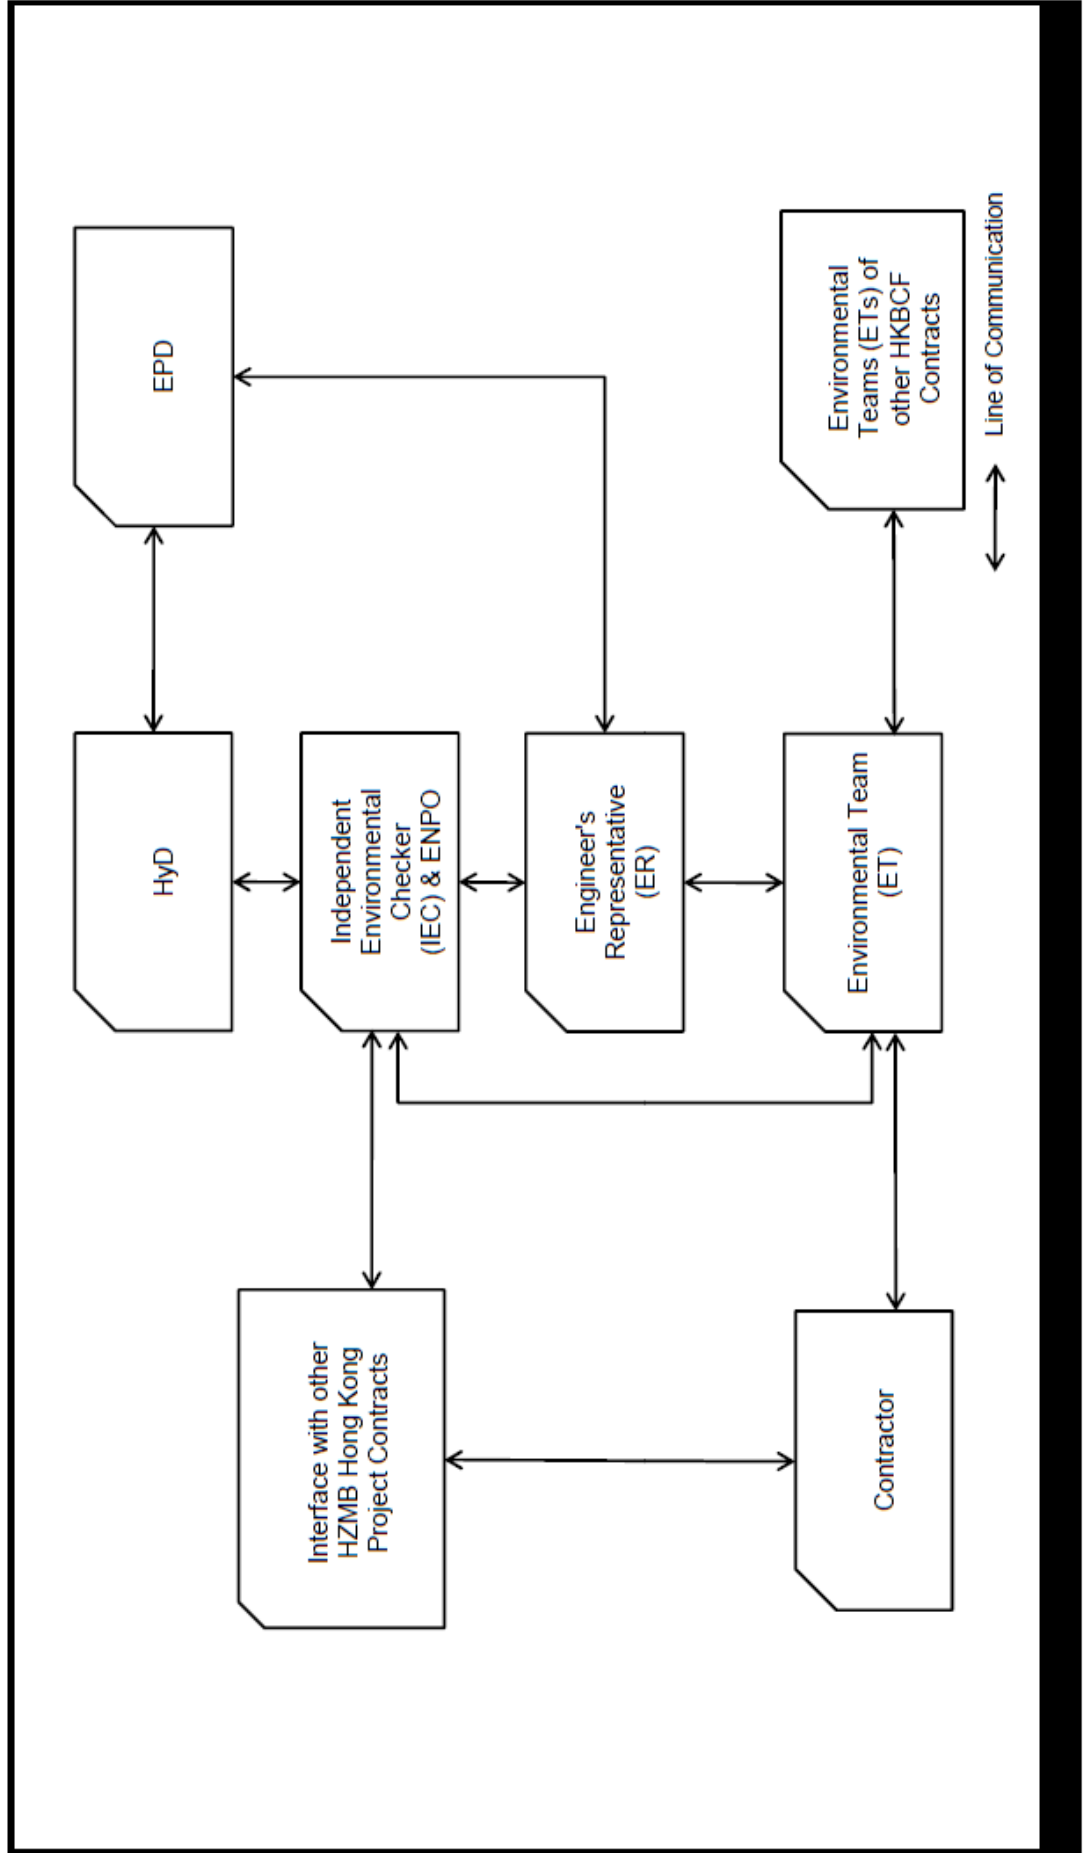 HyD
EPD
Interface with other
HZMB Hong Kong
Project Contracts
Independent
Environmental
Checker
(IEC) & ENPO
Engineer's
Representative
(ER)
Contractor
Environmental Team
(ET)
Environmental
Teams (ETs) of
other HKBCF
Contracts
Line of Communication